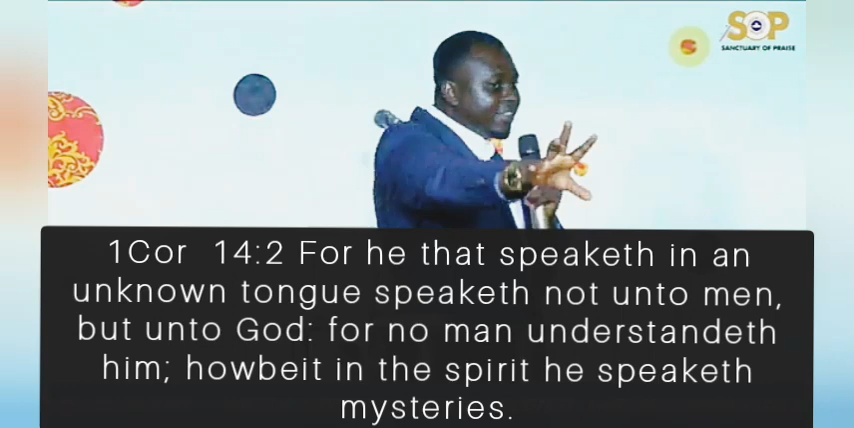 SOP
SANCTUARY OF PRAISE
1Cor 14:2 For he that speaketh in an
unknown tongue speaketh not unto men,
but unto God: for no man understandeth
him; howbeit in the spirit he speaketh
mysteries.